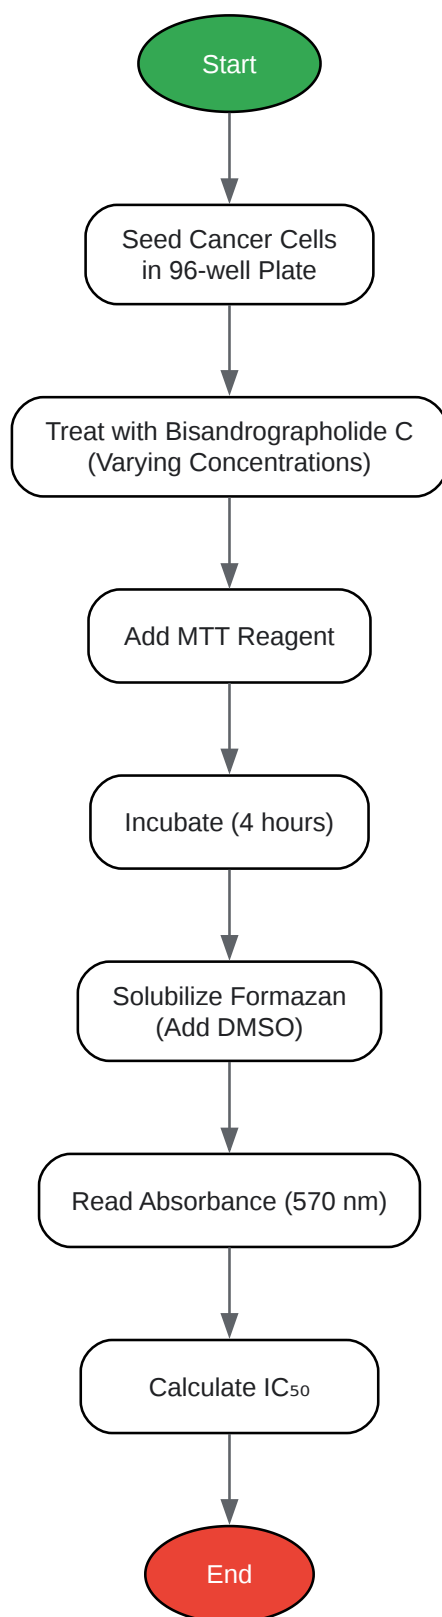 Start
Seed Cancer Cells
in 96-well Plate
Treat with Bisandrographolide C
(Varying Concentrations)
Add MTT Reagent
Incubate (4 hours)
Solubilize Formazan
(Add DMSO)
Read Absorbance (570 nm)
Calculate IC₅₀
End